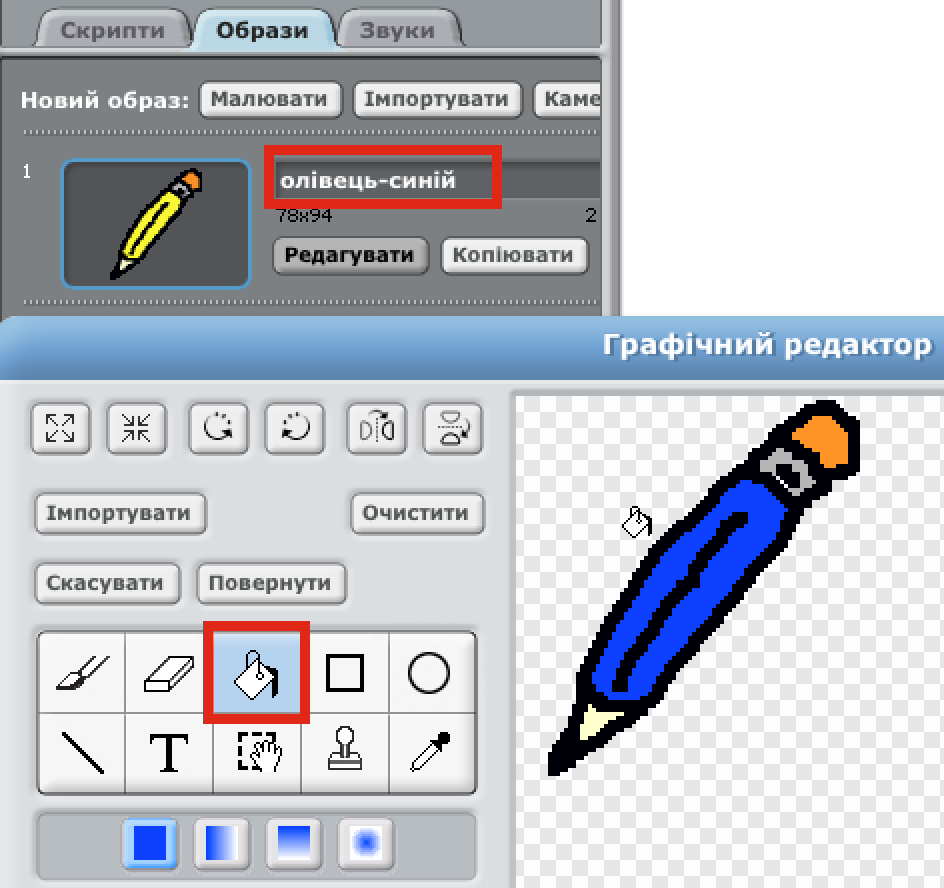 Скрипти Образи Звуки
Новий образ: Малювати Імпортувати Каме
1
олівець-синій
78x94 2
Редагувати Копіювати
Графічний редактор
Імпортувати Очистити
Скасувати Повернути
T